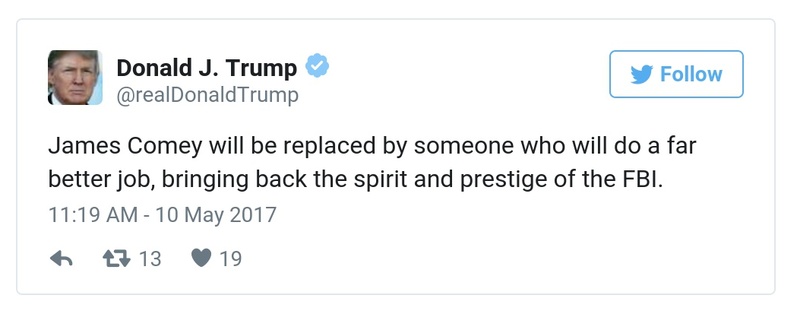 Donald J. Trump
@realDonaldTrump
Follow
James Comey will be replaced by someone who will do a far
better job, bringing back the spirit and prestige of the FBI.
11:19 AM - 10 May 2017
13 19